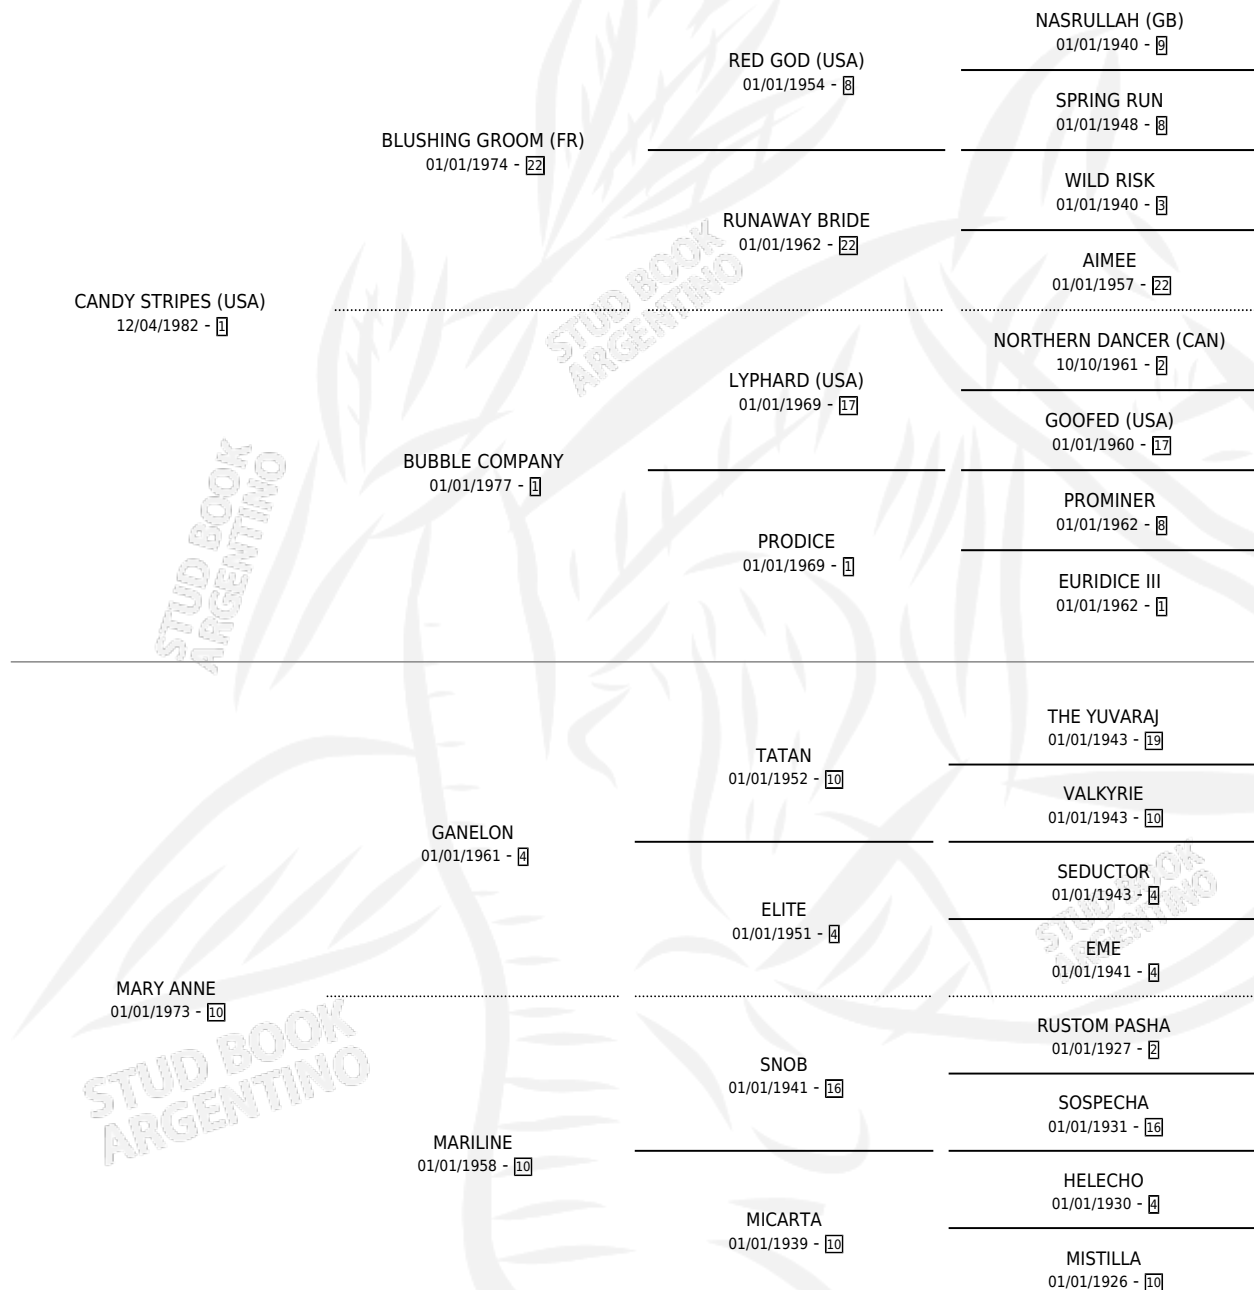 NASRULLAH (GB)
01/01/1940 - 9
RED GOD (USA)
01/01/1954 - 8
SPRING RUN
01/01/1948 - 8
BLUSHING GROOM (FR)
01/01/1974 - 22
WILD RISK
01/01/1940 - 3
RUNAWAY BRIDE
01/01/1962 - 22
AIMEE
01/01/1957 - 22
CANDY STRIPES (USA)
12/04/1982 - 1
STUD BOOK
ARGENTINO
NORTHERN DANCER (CAN)
10/10/1961 - 2
LYPHARD (USA)
01/01/1969 - 17
GOOFED (USA)
01/01/1960 - 17
BUBBLE COMPANY
01/01/1977 - 1
PROMINER
01/01/1962 - 8
PRODICE
01/01/1969 - 1
EURIDICE III
01/01/1962 - 1
STUD BOOK
ARGENTINO
THE YUVARAJ
01/01/1943 - 19
TATAN
01/01/1952 - 10
VALKYRIE
01/01/1943 - 10
GANELON
01/01/1961 - 4
SEDUCTOR
01/01/1943 - 4
ELITE
01/01/1951 - 4
EME
01/01/1941 - 4
STUD BOOK
ARGENTINO
MARY ANNE
01/01/1973 - 10
RUSTOM PASHA
01/01/1927 - 2
SNOB
01/01/1941 - 16
SOSPECHA
01/01/1931 - 16
STUD BOOK
ARGENTINO
MARILINE
01/01/1958 - 10
HELECHO
01/01/1930 - 4
MICARTA
01/01/1939 - 10
MISTILLA
01/01/1926 - 10